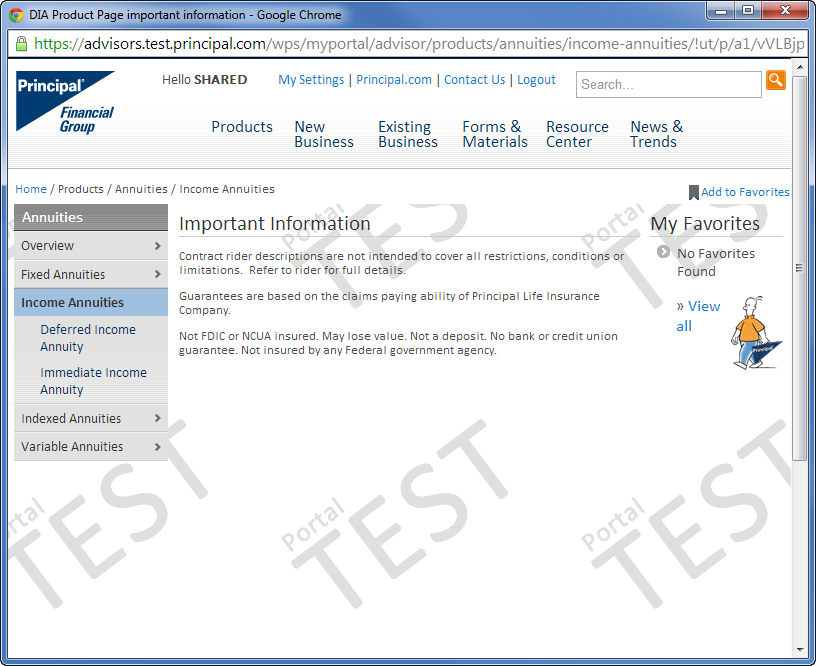 DIA Product Page important information - Google Chrome
https://advisors.test.principal.com/wps/myportal/advisor/products/annuities/income-annuities/!ut/p/a1/vVLBjp
Principal
Financial
Group
Hello SHARED
My Settings | Principal.com | Contact Us | Logout
Search...
Products
New
Business
Existing
Business
Forms &
Materials
Resource
Center
News &
Trends
Home / Products / Annuities / Income Annuities
Add to Favorites
Annuities
Overview
Fixed Annuities
Income Annuities
Deferred Income
Annuity
Immediate Income
Annuity
Indexed Annuities
Variable Annuities
Important Information
Contract rider descriptions are not intended to cover all restrictions, conditions or
limitations. Refer to rider for full details.
Guarantees are based on the claims paying ability of Principal Life Insurance
Company.
Not FDIC or NCUA insured. May lose value. Not a deposit. No bank or credit union
guarantee. Not insured by any Federal government agency.
My Favorites
No Favorites
Found
» View
all
Principal
Portal
TEST
Portal
TEST
Portal
TEST
Portal
TEST
Portal
TEST